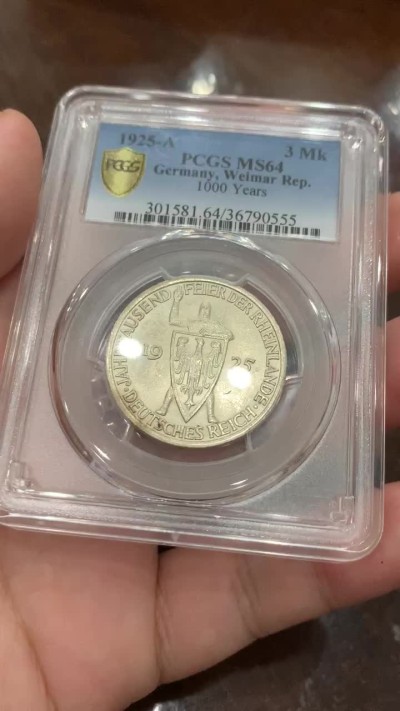 1925-A
3 Mk
PCGS
PCGS MS64
Germany, Weimar Rep.
1000 Years
301581.64/36790555
JAHRTAUSENDFEIER DER RHEINLANDE
19 25
DEUTSCHES REICH